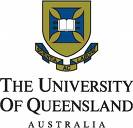 THE UNIVERSITY
OF QUEENSLAND
AUSTRALIA